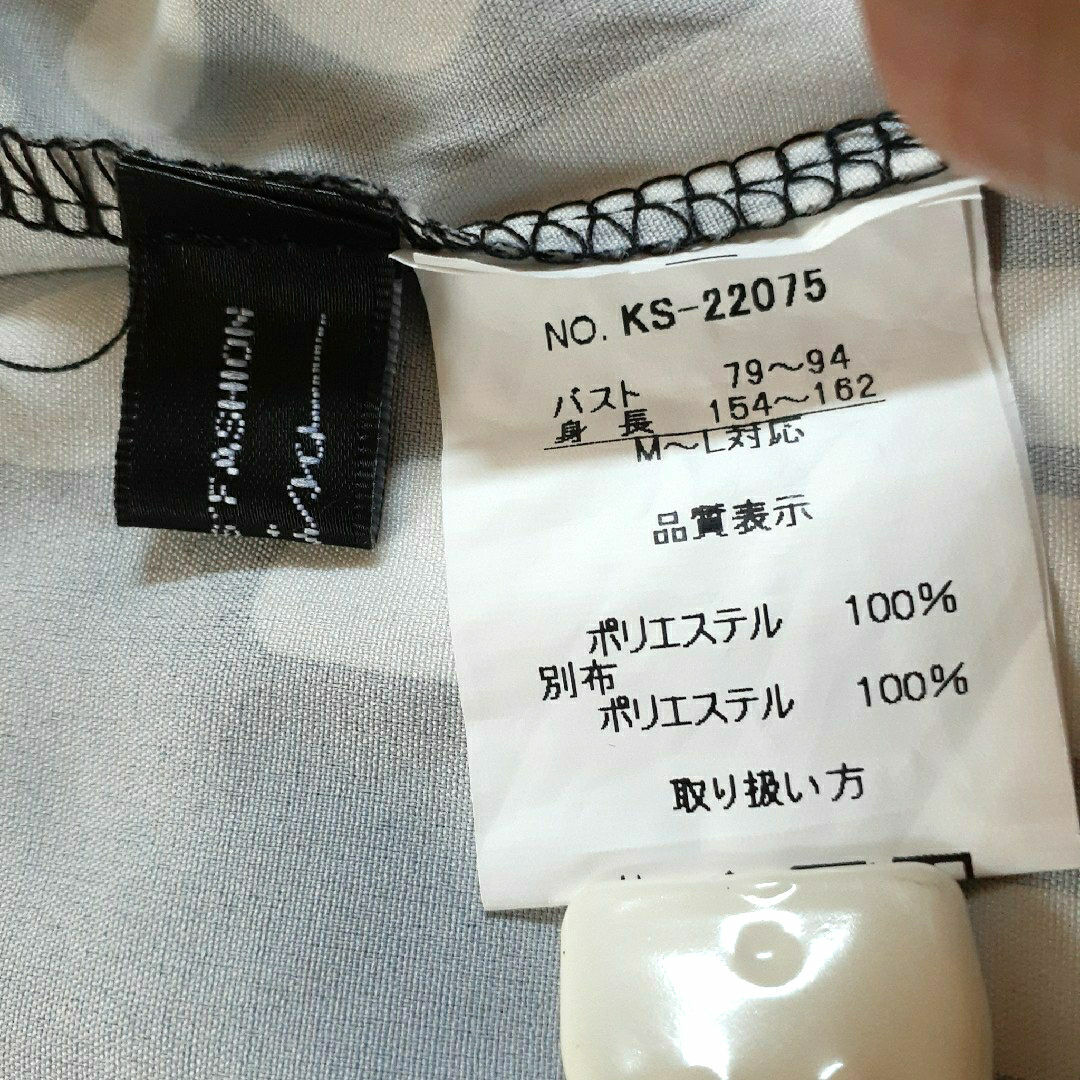 FASHION
NO. KS-22075
バスト 79～94
身長 154～162
M～L対応
品質表示
ポリエステル 100%
別布
ポリエステル 100%
取り扱い方